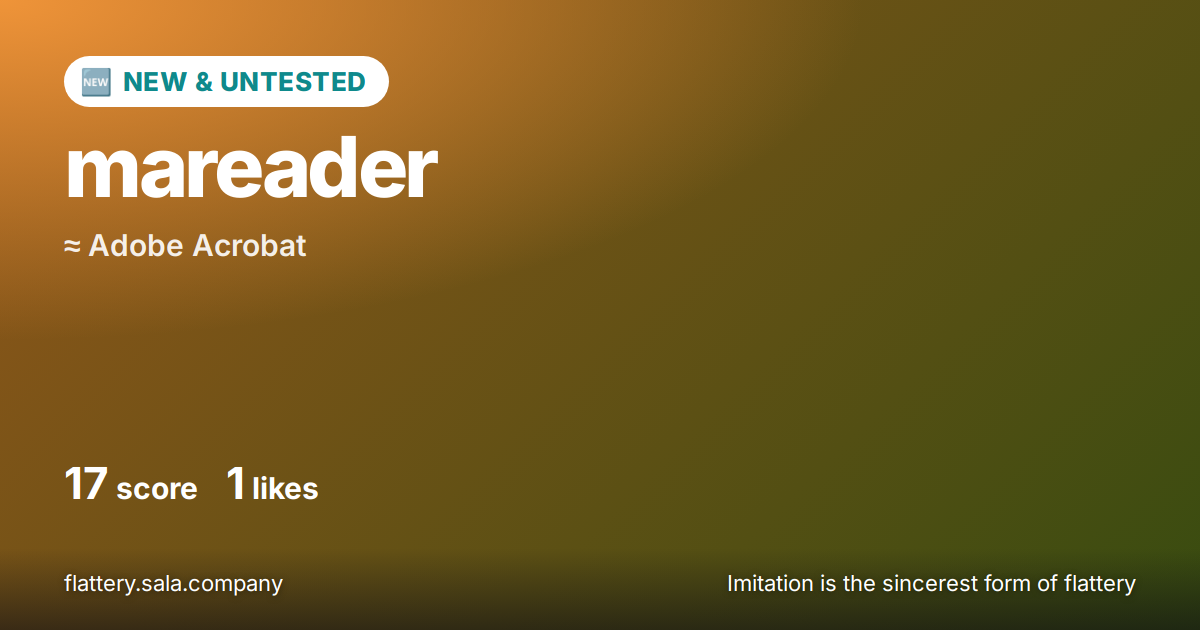 🆕 NEW & UNTESTED
mareader
≈ Adobe Acrobat
17 score 1 likes
flattery.sala.company
Imitation is the sincerest form of flattery